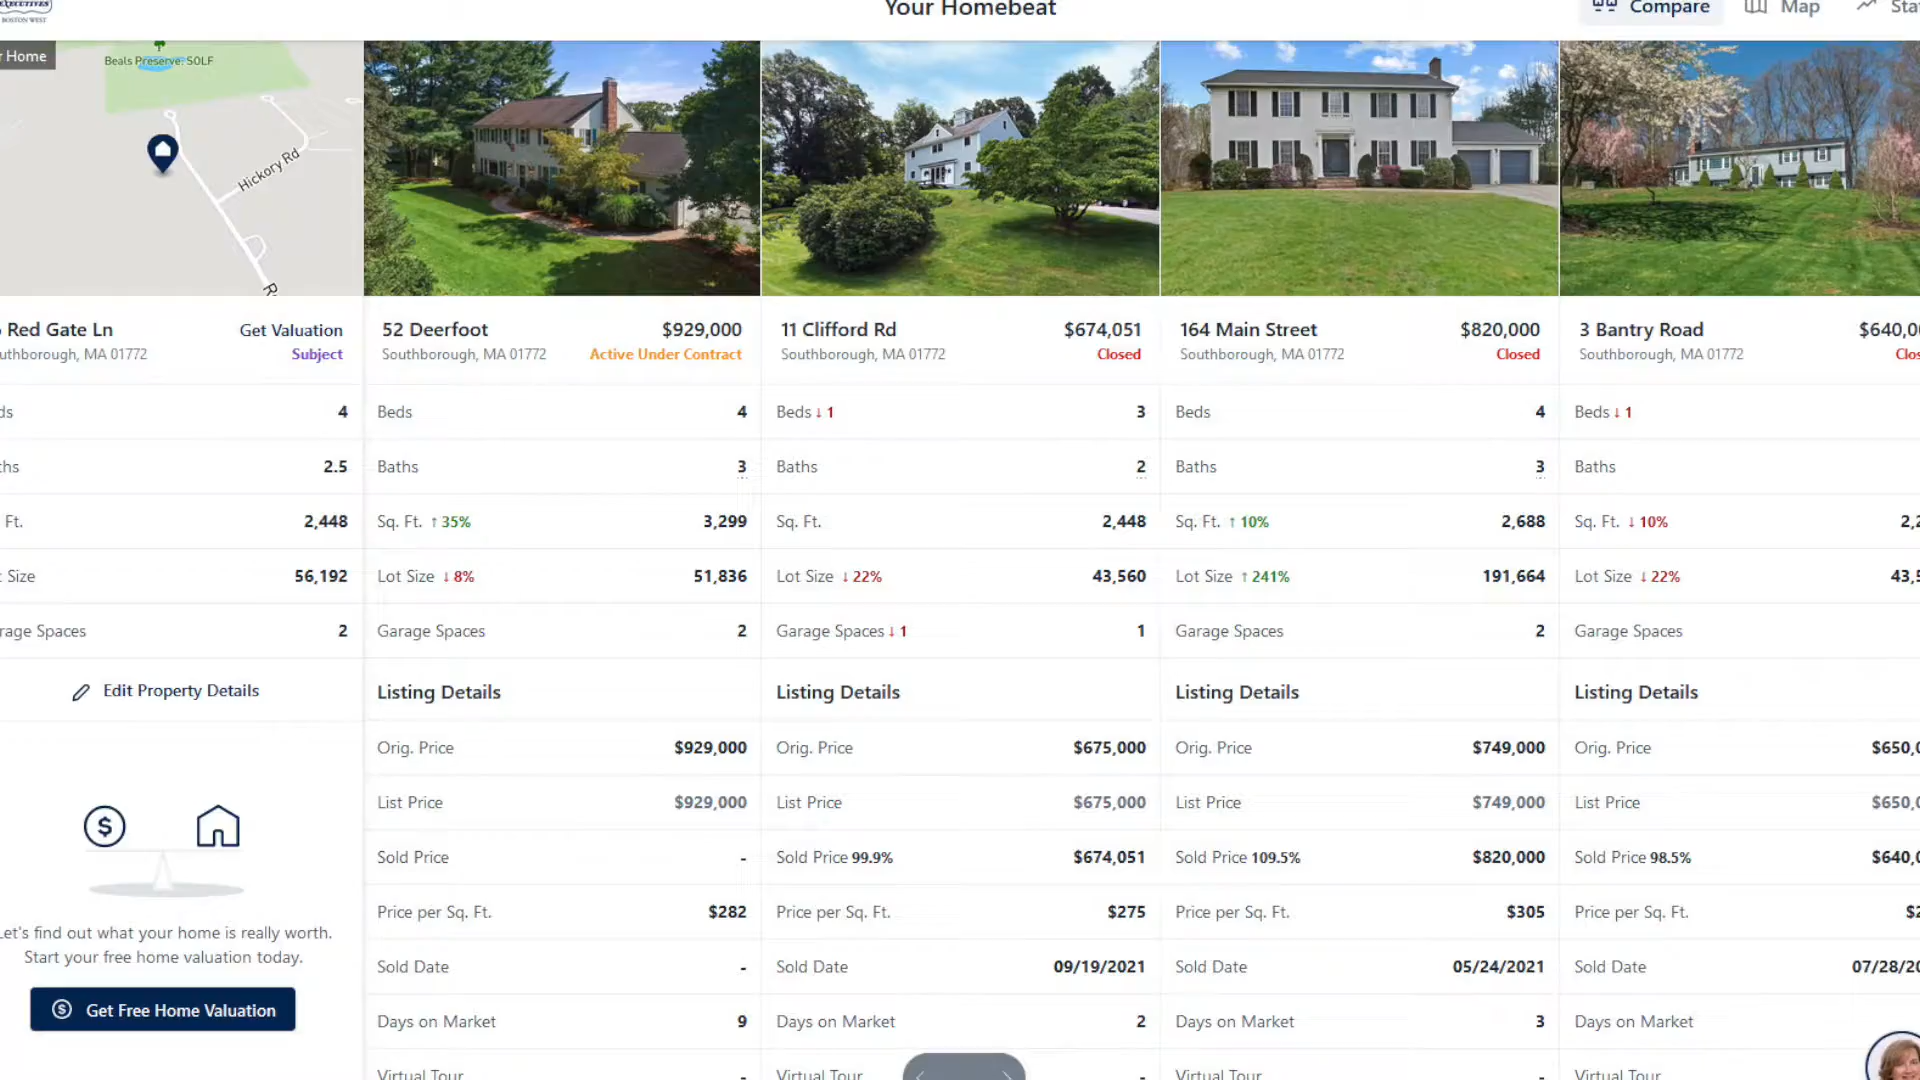 EXECUTIVES
BOSTON WEST
Your Homebeat
Compare
Map
Home
Beals Preserve: SOLF
Hickory Rd
Red Gate Ln
Get Valuation
MA 01772
Subject
4
2.5
Ft.
2,448
Size
56,192
Spaces
2
Edit Property Details
$
Let's find out what your home is really worth.
Start your free home valuation today.
Get Free Home Valuation
52 Deerfoot
$929,000
Southborough, MA 01772
Active Under Contract
Beds
4
Baths
3
Sq. Ft. ↑ 35%
3,299
Lot Size ↓ 8%
51,836
Garage Spaces
2
Listing Details
Orig. Price
$929,000
List Price
$929,000
Sold Price
-
Price per Sq. Ft.
$282
Sold Date
-
Days on Market
9
Virtual Tour
-
11 Clifford Rd
$674,051
Southborough, MA 01772
Closed
Beds ↓ 1
3
Baths
2
Sq. Ft.
2,448
Lot Size ↓ 22%
43,560
Garage Spaces ↓ 1
1
Listing Details
Orig. Price
$675,000
List Price
$675,000
Sold Price 99.9%
$674,051
Price per Sq. Ft.
$275
Sold Date
09/19/2021
Days on Market
2
Virtual Tour
-
164 Main Street
$820,000
Southborough, MA 01772
Closed
Beds
4
Baths
3
Sq. Ft. ↑ 10%
2,688
Lot Size ↑ 241%
191,664
Garage Spaces
2
Listing Details
Orig. Price
$749,000
List Price
$749,000
Sold Price 109.5%
$820,000
Price per Sq. Ft.
$305
Sold Date
05/24/2021
Days on Market
3
Virtual Tour
-
3 Bantry Road
Southborough, MA 01772
Beds ↓ 1
Baths
Sq. Ft. ↓ 10%
Lot Size ↓ 22%
Garage Spaces
Listing Details
Orig. Price
List Price
Sold Price 98.5%
Price per Sq. Ft.
Sold Date
Days on Market
Virtual Tour